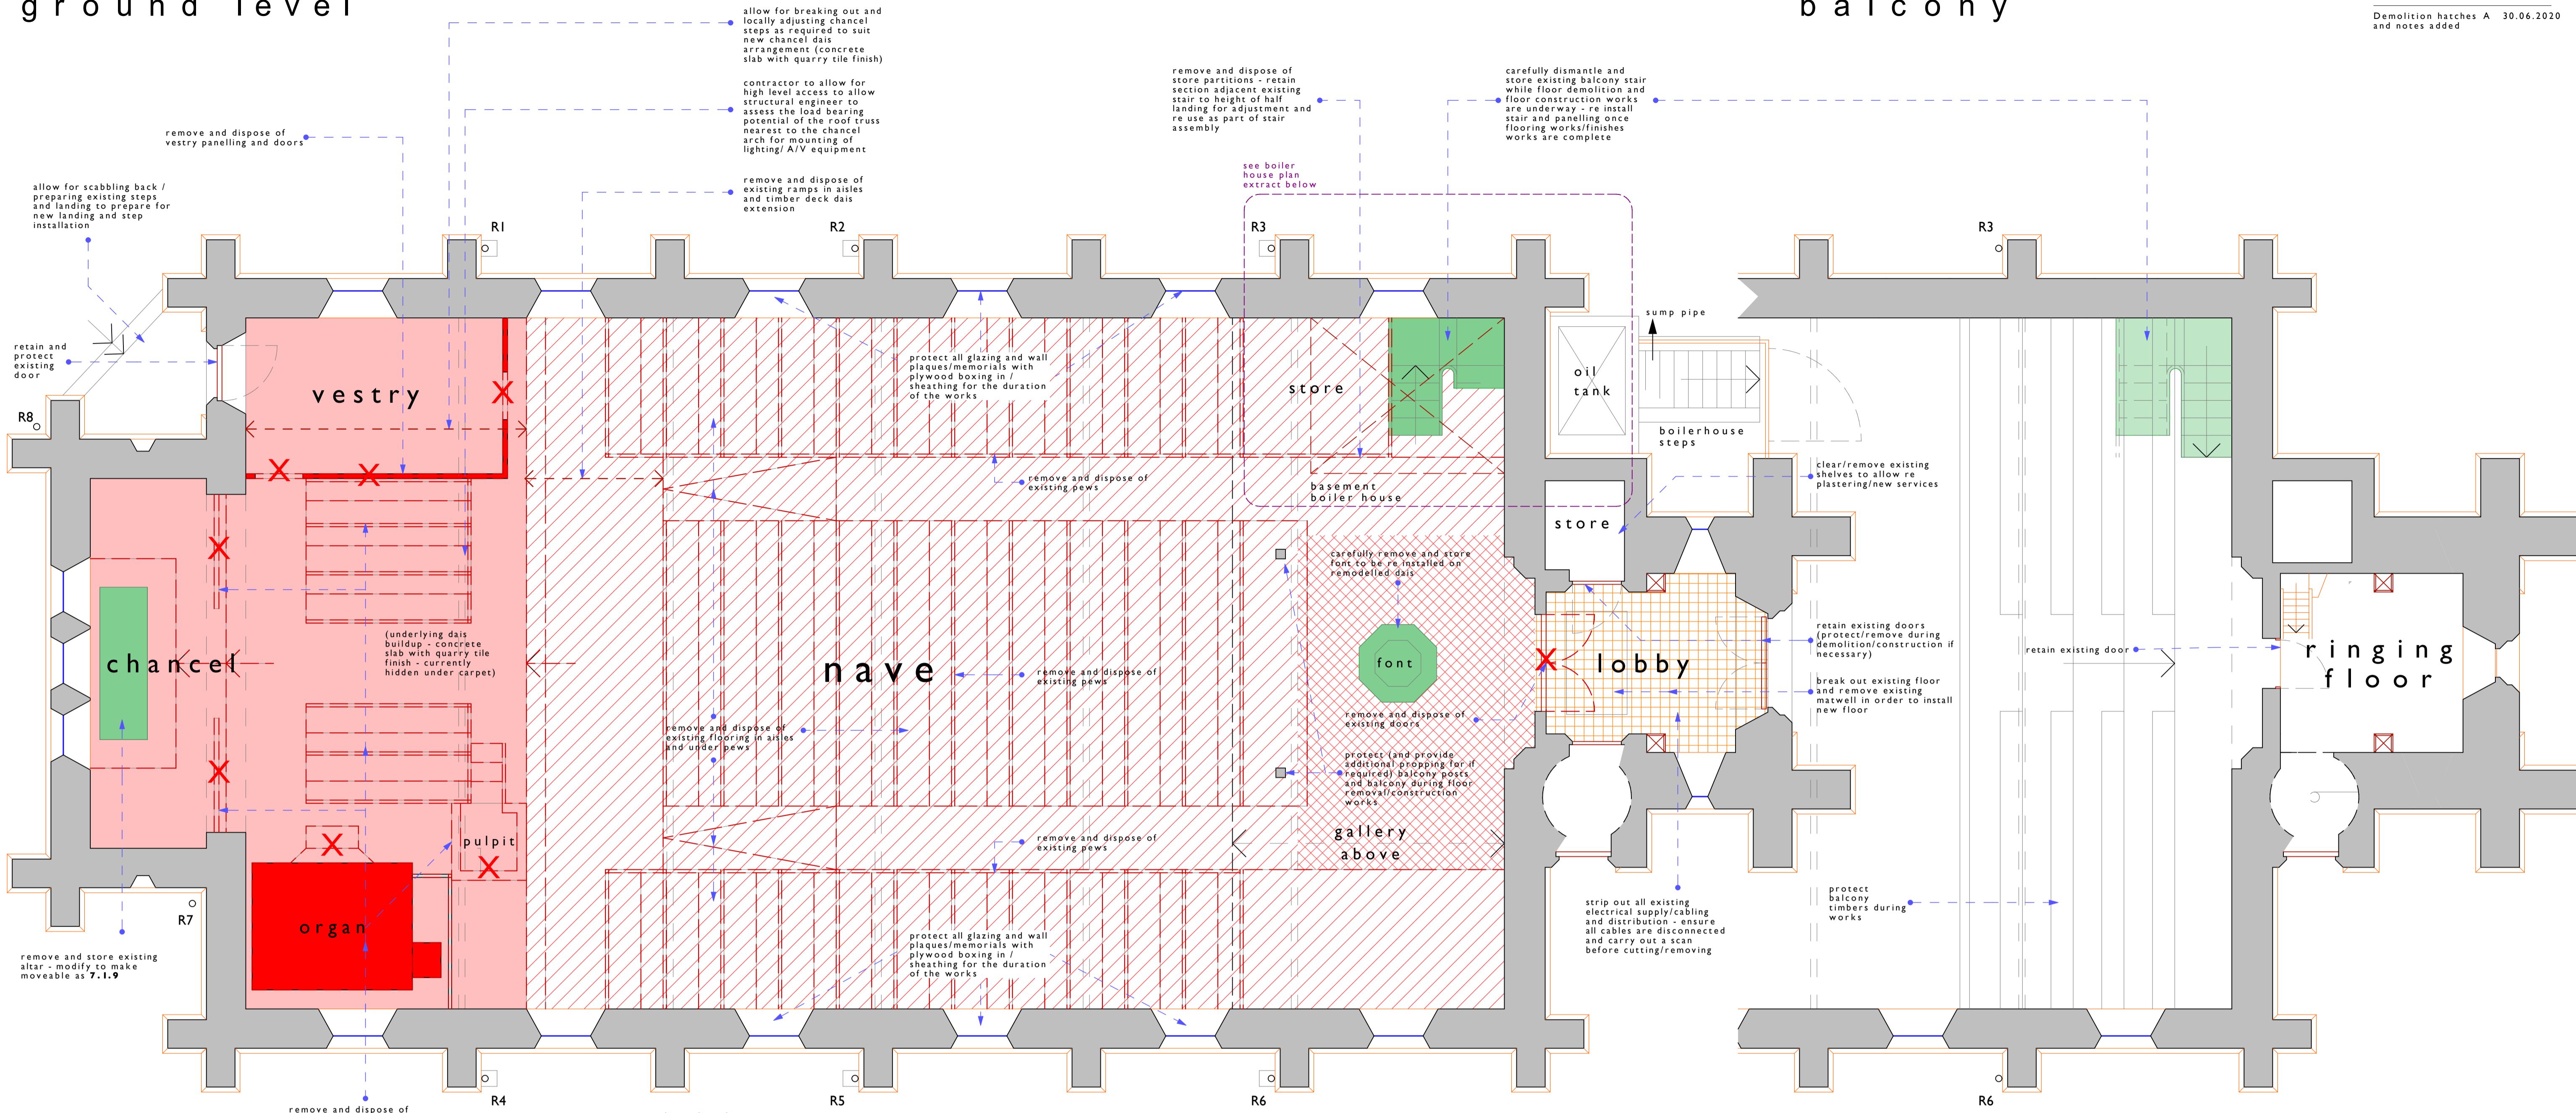 ground level
balcony
Demolition hatches A 30.06.2020
and notes added
allow for breaking out and
locally adjusting chancel
steps as required to suit
new chancel dais
arrangement (concrete
slab with quarry tile finish)
contractor to allow for
high level access to allow
structural engineer to
assess the load bearing
potential of the roof truss
nearest to the chancel
arch for mounting of
lighting/ A/V equipment
remove and dispose of
existing ramps in aisles
and timber deck dais
extension
remove and dispose of
vestry panelling and doors
allow for scabbling back /
preparing existing steps
and landing to prepare for
new landing and step
installation
remove and dispose of
store partitions - retain
section adjacent existing
stair to height of half
landing for adjustment and
re use as part of stair
assembly
carefully dismantle and
store existing balcony stair
while floor demolition and
floor construction works
are underway - re install
stair and panelling once
flooring works/finishes
works are complete
see boiler
house plan
extract below
R1
R2
R3
R3
sump pipe
retain and
protect
existing
door
R8
vestry
protect all glazing and wall
plaques/memorials with
plywood boxing in /
sheathing for the duration
of the works
store
oil
tank
boilerhouse
steps
remove and dispose of
existing pews
basement
boiler house
clear/remove existing
shelves to allow re
plastering/new services
store
carefully remove and store
font to be re installed on
remodelled dais
(underlying dais
buildup - concrete
slab with quarry tile
finish - currently
hidden under carpet)
chancel
nave
font
lobby
retain existing doors
(protect/remove during
demolition/construction if
necessary)
retain existing door
ringing
floor
remove and dispose of
existing pews
break out existing floor
and remove existing
matwell in order to install
new floor
remove and dispose of
existing flooring in aisles
and under pews
remove and dispose of
existing doors
protect (and provide
additional propping for if
required) balcony posts
and balcony during floor
removal/construction
works
pulpit
remove and dispose of
existing pews
gallery
above
organ
R7
remove and store existing
altar - modify to make
moveable as 7.1.9
protect all glazing and wall
plaques/memorials with
plywood boxing in /
sheathing for the duration
of the works
strip out all existing
electrical supply/cabling
and distribution - ensure
all cables are disconnected
and carry out a scan
before cutting/removing
protect
balcony
timbers during
works
R4
R5
R6
R6
remove and dispose of